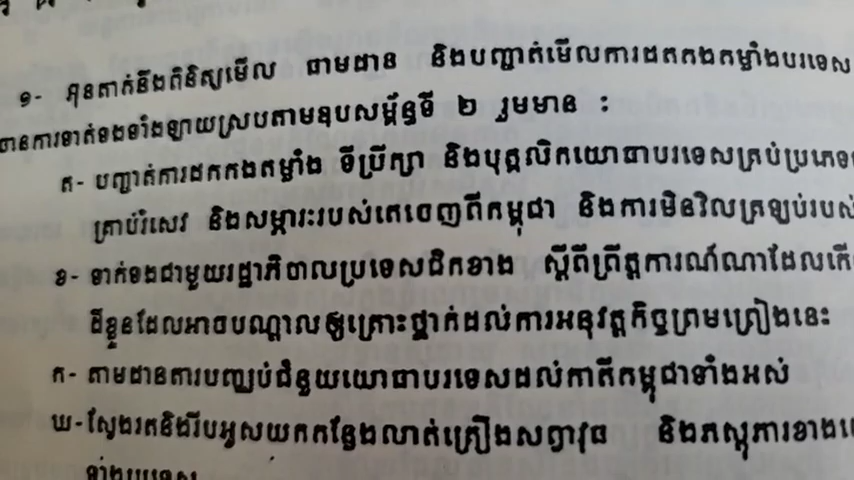 ១- អុនតាក់នឹងពិនិត្យមើល តាមដាន និងបញ្ជាក់មើលការដកកងកម្លាំងបរទេស
បានការទាក់ទងទាំងឡាយស្របតាមឧបសម្ព័ន្ធទី ២ រួមមាន :
ក- បញ្ជាក់ការដកកងកម្លាំង ទីប្រឹក្សា និងបុគ្គលិកយោធាបរទេសគ្រប់ប្រភេទ
គ្រាប់រំសេវ និងសម្ភារៈរបស់គេចេញពីកម្ពុជា និងការមិនវិលត្រឡប់របស់
ខ- ទាក់ទងជាមួយរដ្ឋាភិបាលប្រទេសជិតខាង ស្តីពីព្រឹត្តការណ៍ណាដែលកើ
ដីខ្លួនដែលអាចបណ្តាលឲ្យគ្រោះថ្នាក់ដល់ការអនុវត្តកិច្ចព្រមព្រៀងនេះ
គ- តាមដានការបញ្ឈប់ជំនួយយោធាបរទេសដល់ភាគីកម្ពុជាទាំងអស់
ឃ- ស្វែងរកនិងរឹបអូសយកកន្លែងលាក់គ្រឿងសព្វាវុធ និងភស្តុភារខាងយ
ទាំងប្រទេស